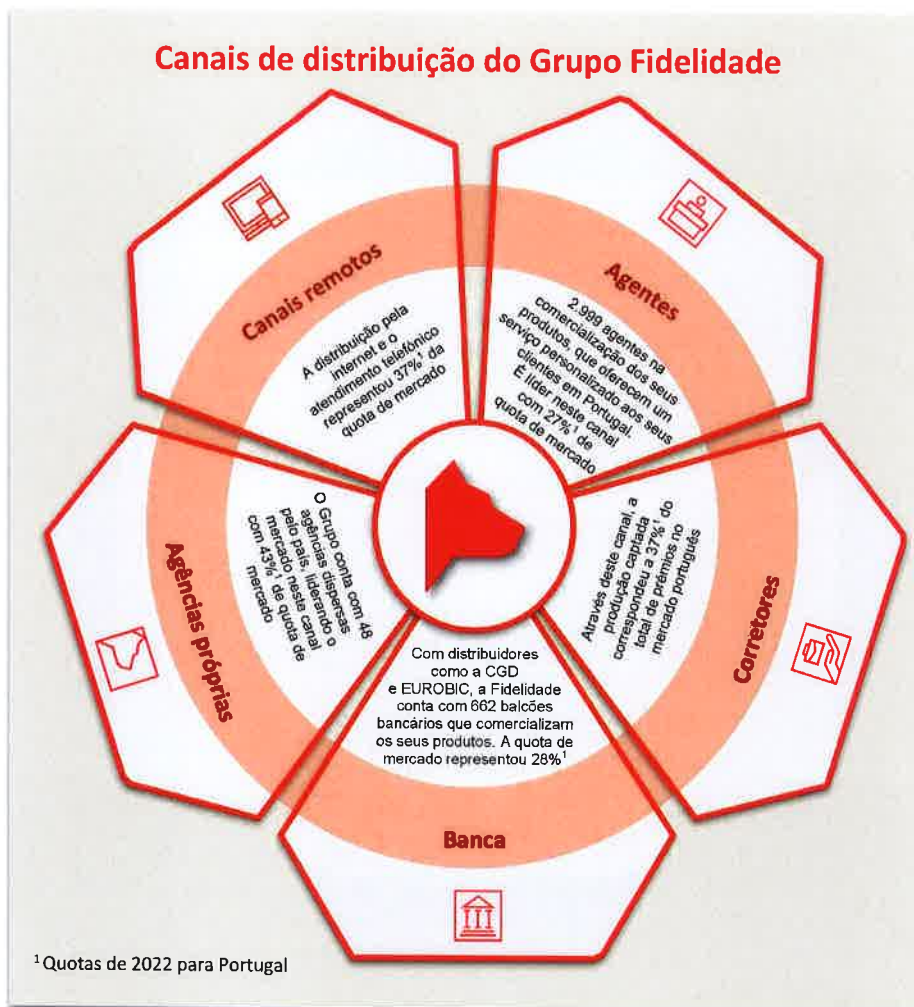 Canais de distribuição do Grupo Fidelidade
Canais remotos
A distribuição pela
internet e o
atendimento telefónico
representou 37%¹ da
quota de mercado
Agentes
2.999 agentes na
comercialização dos seus
produtos, que oferecem um
serviço personalizado aos seus
clientes em Portugal.
É líder neste canal
com 27%¹ de
quota de mercado
Corretores
Através deste canal, a
produção captada
correspondeu a 37%¹ do
total de prémios no
mercado português
Banca
Com distribuidores
como a CGD
e EUROBIC, a Fidelidade
conta com 662 balcões
bancários que comercializam
os seus produtos. A quota de
mercado representou 28%¹
Agências próprias
O Grupo conta com 48
agências dispersas
pelo país, liderando o
mercado neste canal
com 43%¹ de quota de
mercado
¹ Quotas de 2022 para Portugal